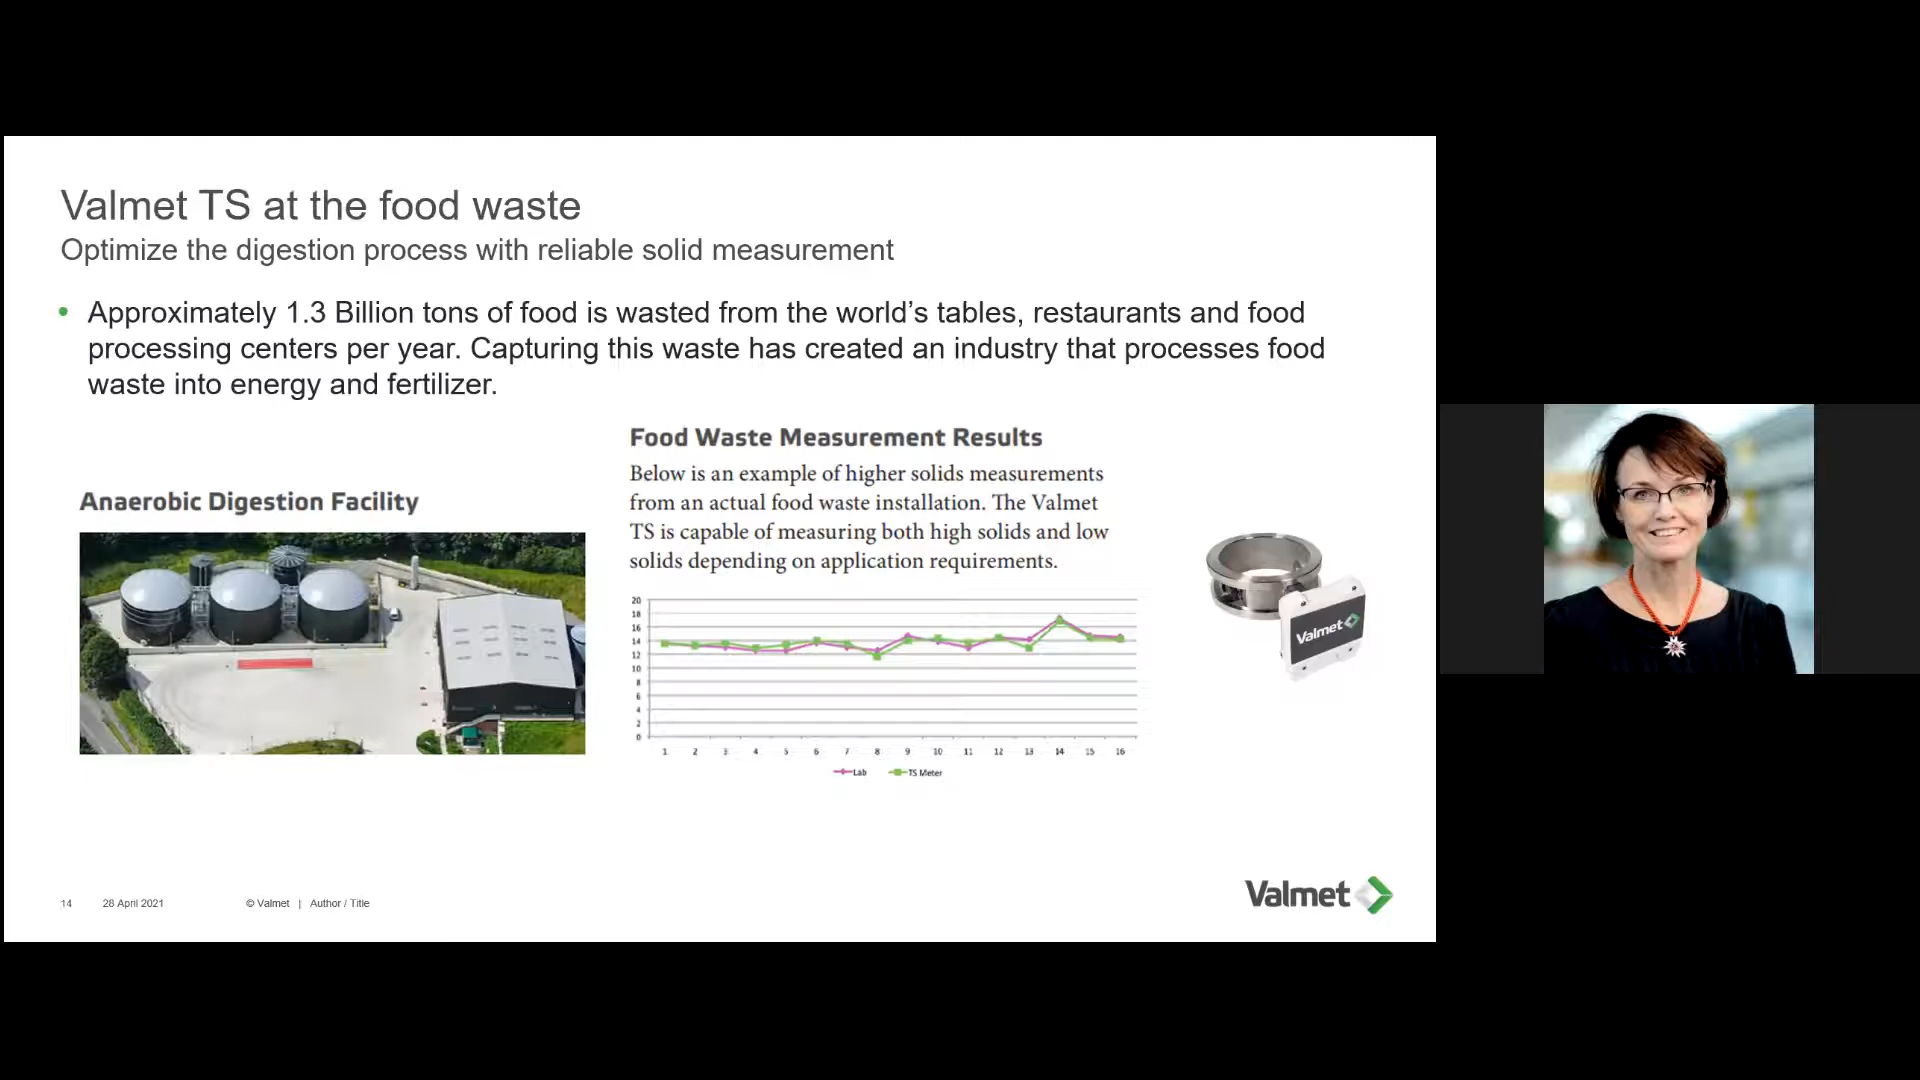 Valmet TS at the food waste
Optimize the digestion process with reliable solid measurement
• Approximately 1.3 Billion tons of food is wasted from the world’s tables, restaurants and food
processing centers per year. Capturing this waste has created an industry that processes food
waste into energy and fertilizer.
Anaerobic Digestion Facility
Food Waste Measurement Results
Below is an example of higher solids measurements
from an actual food waste installation. The Valmet
TS is capable of measuring both high solids and low
solids depending on application requirements.
20
18
16
14
12
10
8
6
4
2
0
1 2 3 4 5 6 7 8 9 10 11 12 13 14 15 16
Lab TS Meter
Valmet
14 28 April 2021 © Valmet | Author / Title
Valmet